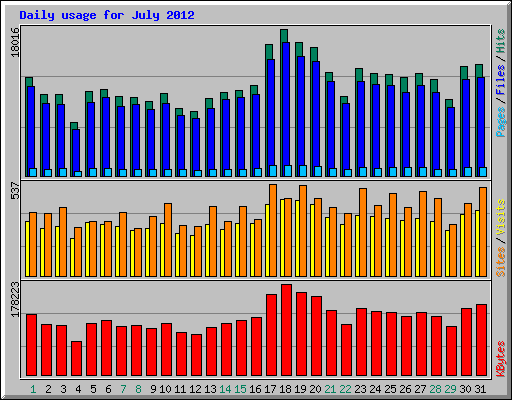 Daily usage for July 2012
18016
Pages / Files / Hits
537
Sites / Visits
178223
KBytes
1 2 3 4 5 6 7 8 9 10 11 12 13 14 15 16 17 18 19 20 21 22 23 24 25 26 27 28 29 30 31